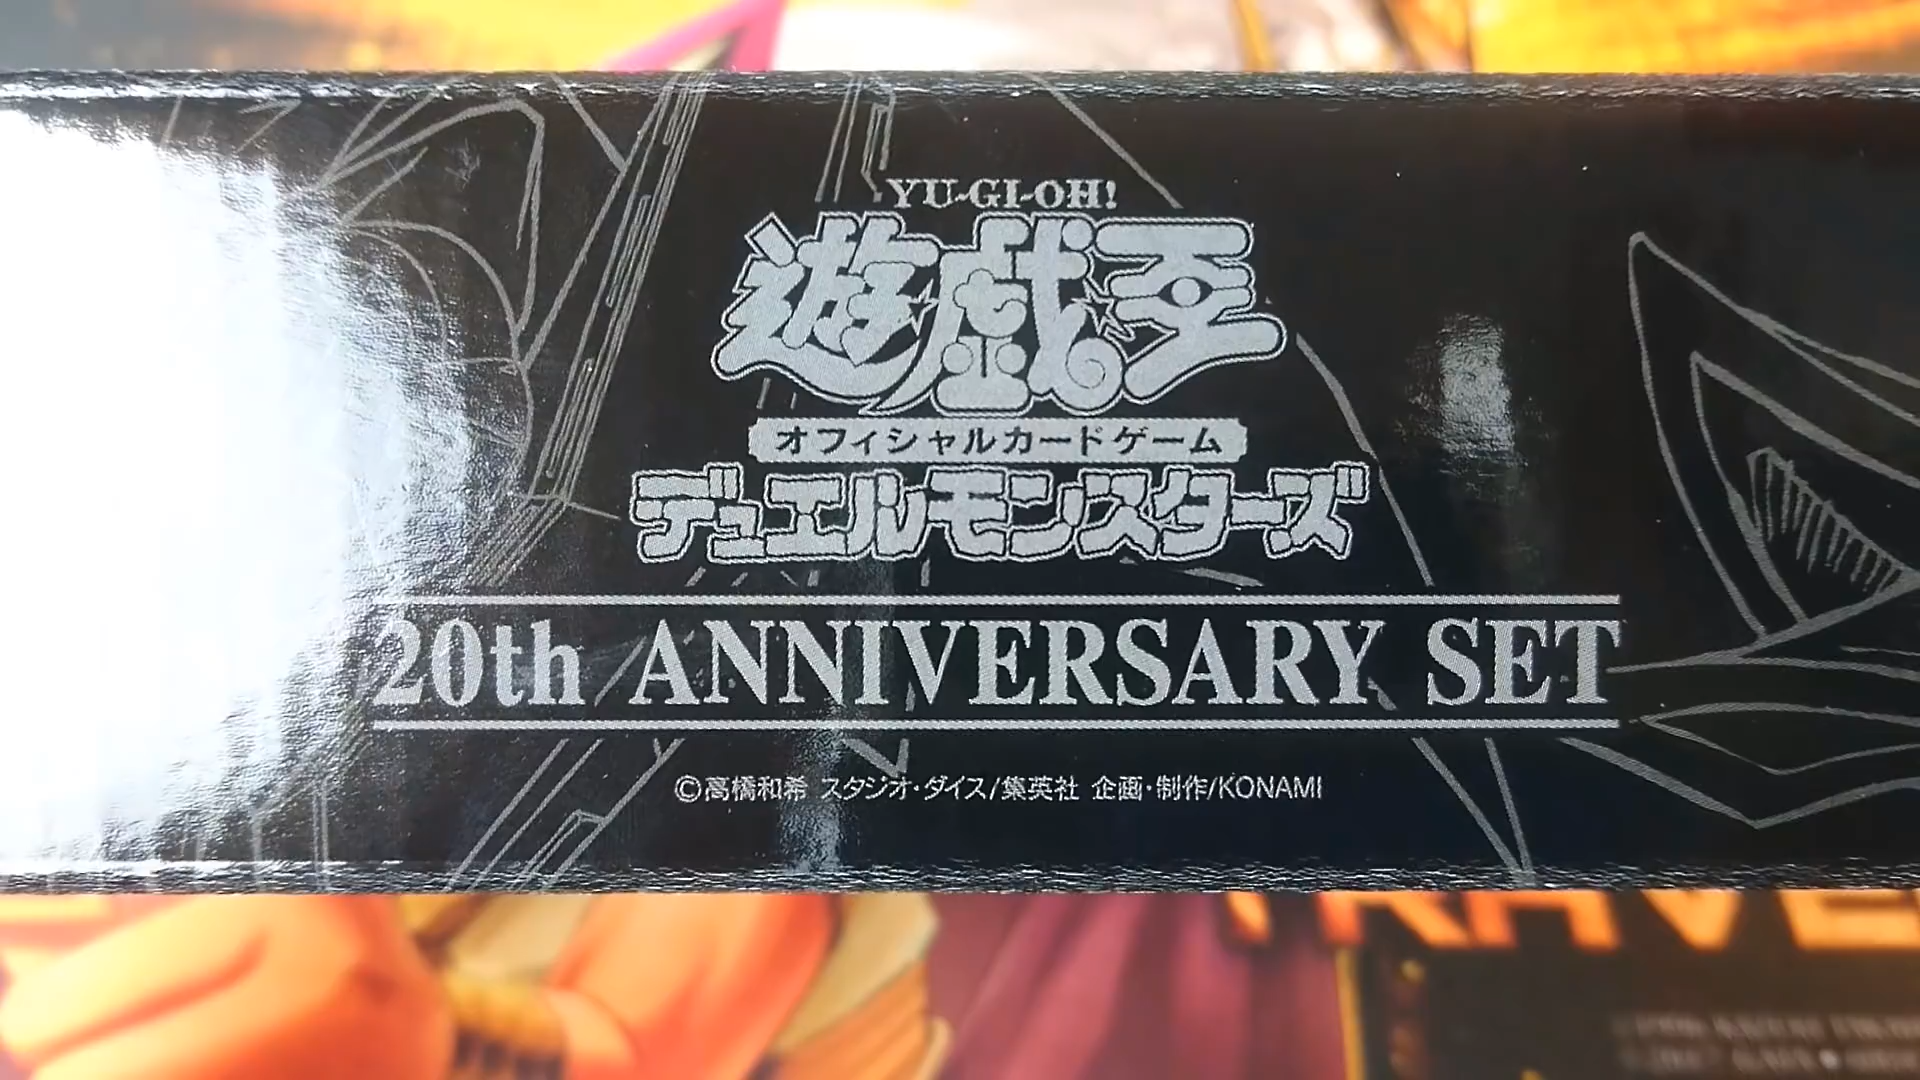 YU-GI-OH!
遊戯王
オフィシャルカードゲーム
デュエルモンスターズ
20th ANNIVERSARY SET
©高橋和希 スタジオ・ダイス/集英社 企画・制作/KONAMI